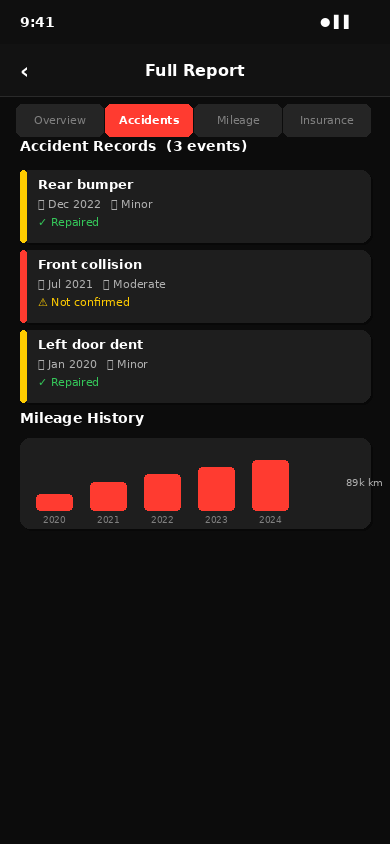 9:41
‹ Full Report
Overview Accidents Mileage Insurance
Accident Records (3 events)
Rear bumper
Dec 2022 Minor
✓ Repaired
Front collision
Jul 2021 Moderate
⚠ Not confirmed
Left door dent
Jan 2020 Minor
✓ Repaired
Mileage History
89k km
2020 2021 2022 2023 2024